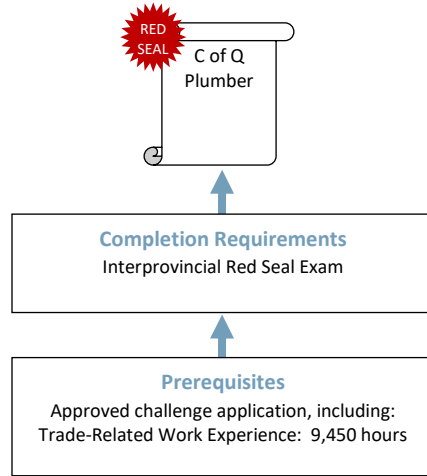 RED
SEAL
C of Q
Plumber
Completion Requirements
Interprovincial Red Seal Exam
Prerequisites
Approved challenge application, including:
Trade-Related Work Experience: 9,450 hours